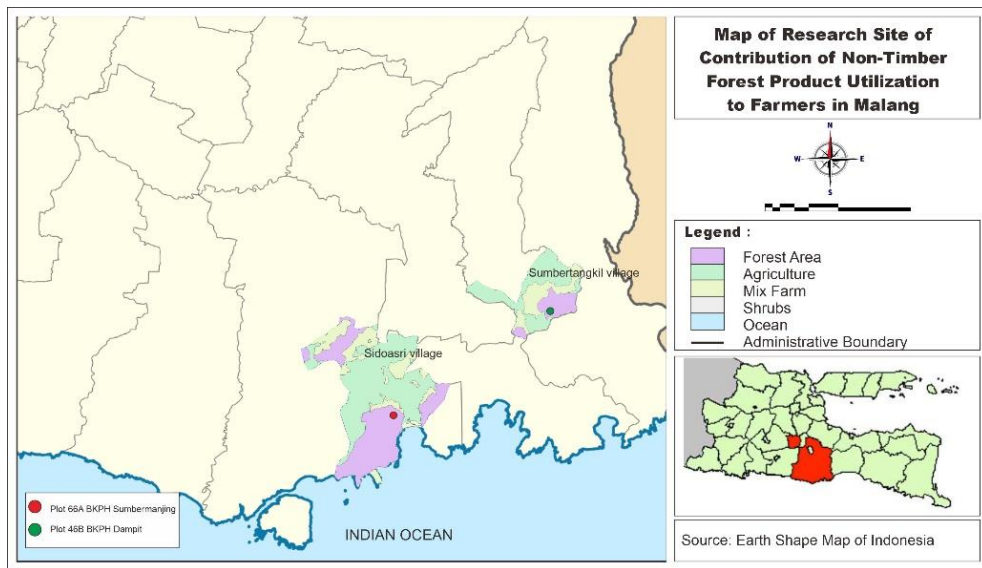 Map of Research Site of
Contribution of Non-Timber
Forest Product Utilization
to Farmers in Malang
N
W
E
S
Legend :
Forest Area
Agriculture
Mix Farm
Shrubs
Ocean
Administrative Boundary
Source: Earth Shape Map of Indonesia
Sumbertangkil village
Sidoasri village
INDIAN OCEAN
Plot 66A BKPH Sumbermanjing
Plot 46B BKPH Dampit